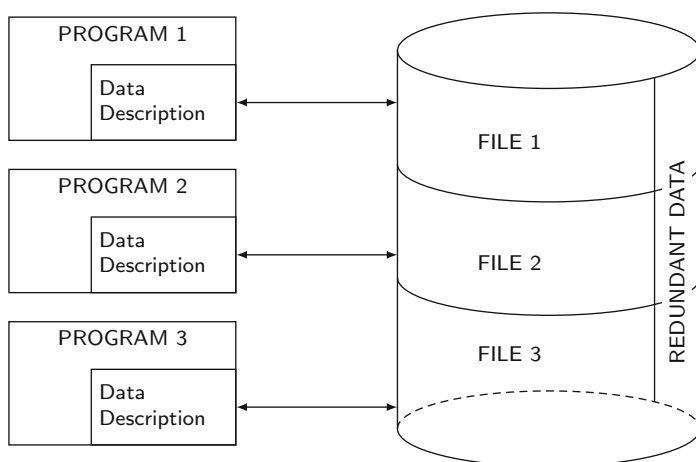 PROGRAM 1
Data
Description
FILE 1
PROGRAM 2
Data
Description
FILE 2
PROGRAM 3
Data
Description
FILE 3
REDUNDANT DATA